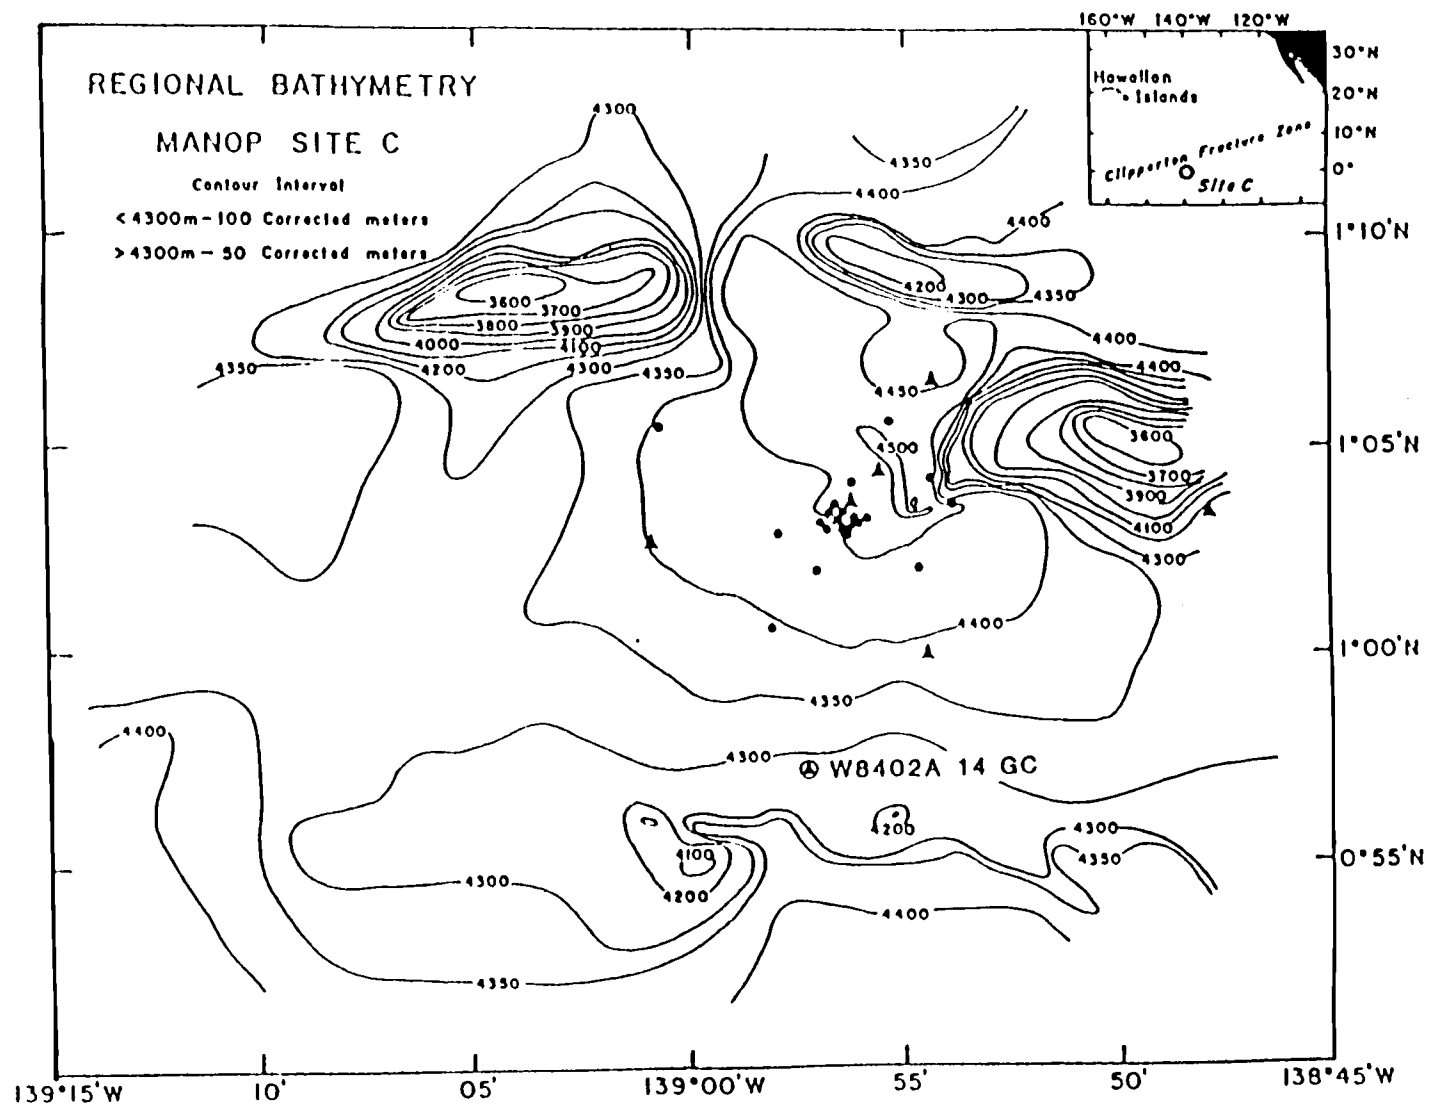 160°W 140°W 120°W
30°N
REGIONAL BATHYMETRY
Hawaiian
Islands
20°N
MANOP SITE C
10°N
Clipperton Fracture Zone
0°
Site C
Contour Interval
<4300m-100 Corrected meters
>4300m-50 Corrected meters
4300
4350
4400
4400
1°10'N
4200
4300
4350
3600
3700
3800
3900
4000
4100
4400
4350
4200
4300
4350
4400
4450
3600
1°05'N
4500
3700
3900
4100
4300
4400
1°00'N
4350
4400
4300
W8402A 14 GC
4200
4300
4100
4350
0°55'N
4300
4200
4400
4350
139°15'W 10' 05' 139°00'W 55' 50' 138°45'W